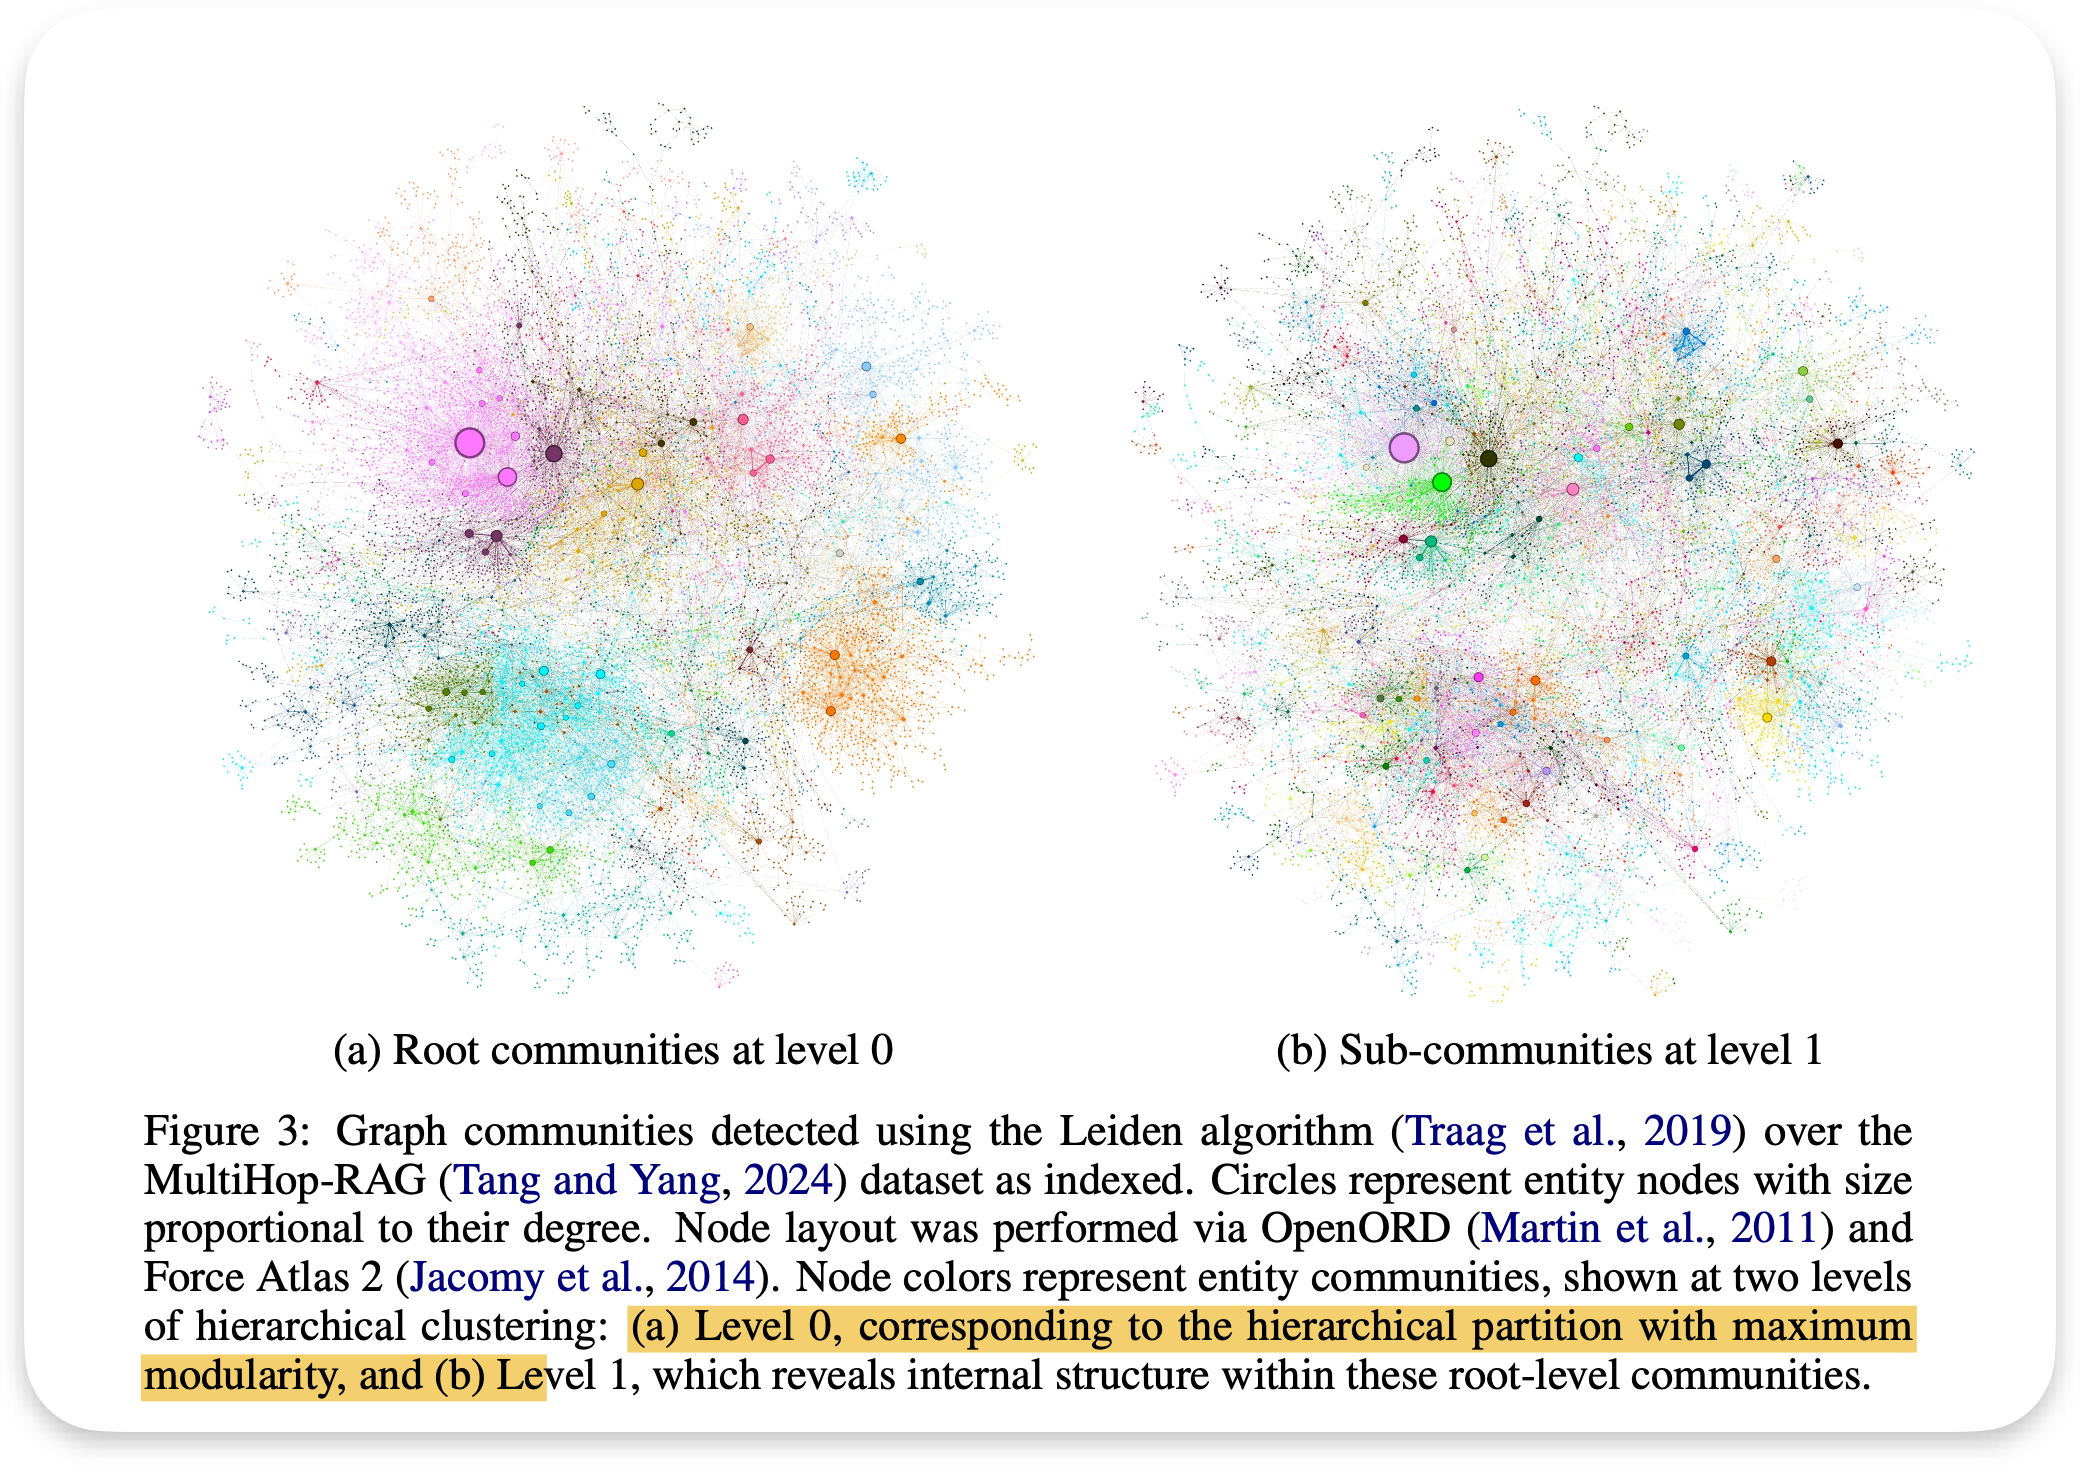 (a) Root communities at level 0
(b) Sub-communities at level 1
Figure 3: Graph communities detected using the Leiden algorithm (Traag et al., 2019) over the
MultiHop-RAG (Tang and Yang, 2024) dataset as indexed. Circles represent entity nodes with size
proportional to their degree. Node layout was performed via OpenORD (Martin et al., 2011) and
Force Atlas 2 (Jacomy et al., 2014). Node colors represent entity communities, shown at two levels
of hierarchical clustering: (a) Level 0, corresponding to the hierarchical partition with maximum
modularity, and (b) Level 1, which reveals internal structure within these root-level communities.